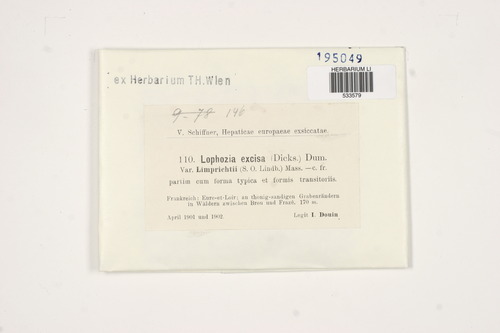 195049
HERBARIUM LI
533579
ex Herbarium TH.Wien
9-78 146
V. Schiffner, Hepaticae europaeae exsiccatae.
110. Lophozia excisa (Dicks.) Dum.
Var. Limprichtii (S. O. Lindb.) Mass. —c. fr.
partim cum forma typica et formis transitoriis.
Frankreich: Eure-et-Loir; an thonig-sandigen Grabenrändern
in Wäldern zwischen Brou und Frazé, 170 m.
April 1901 und 1902. Legit I. Douin